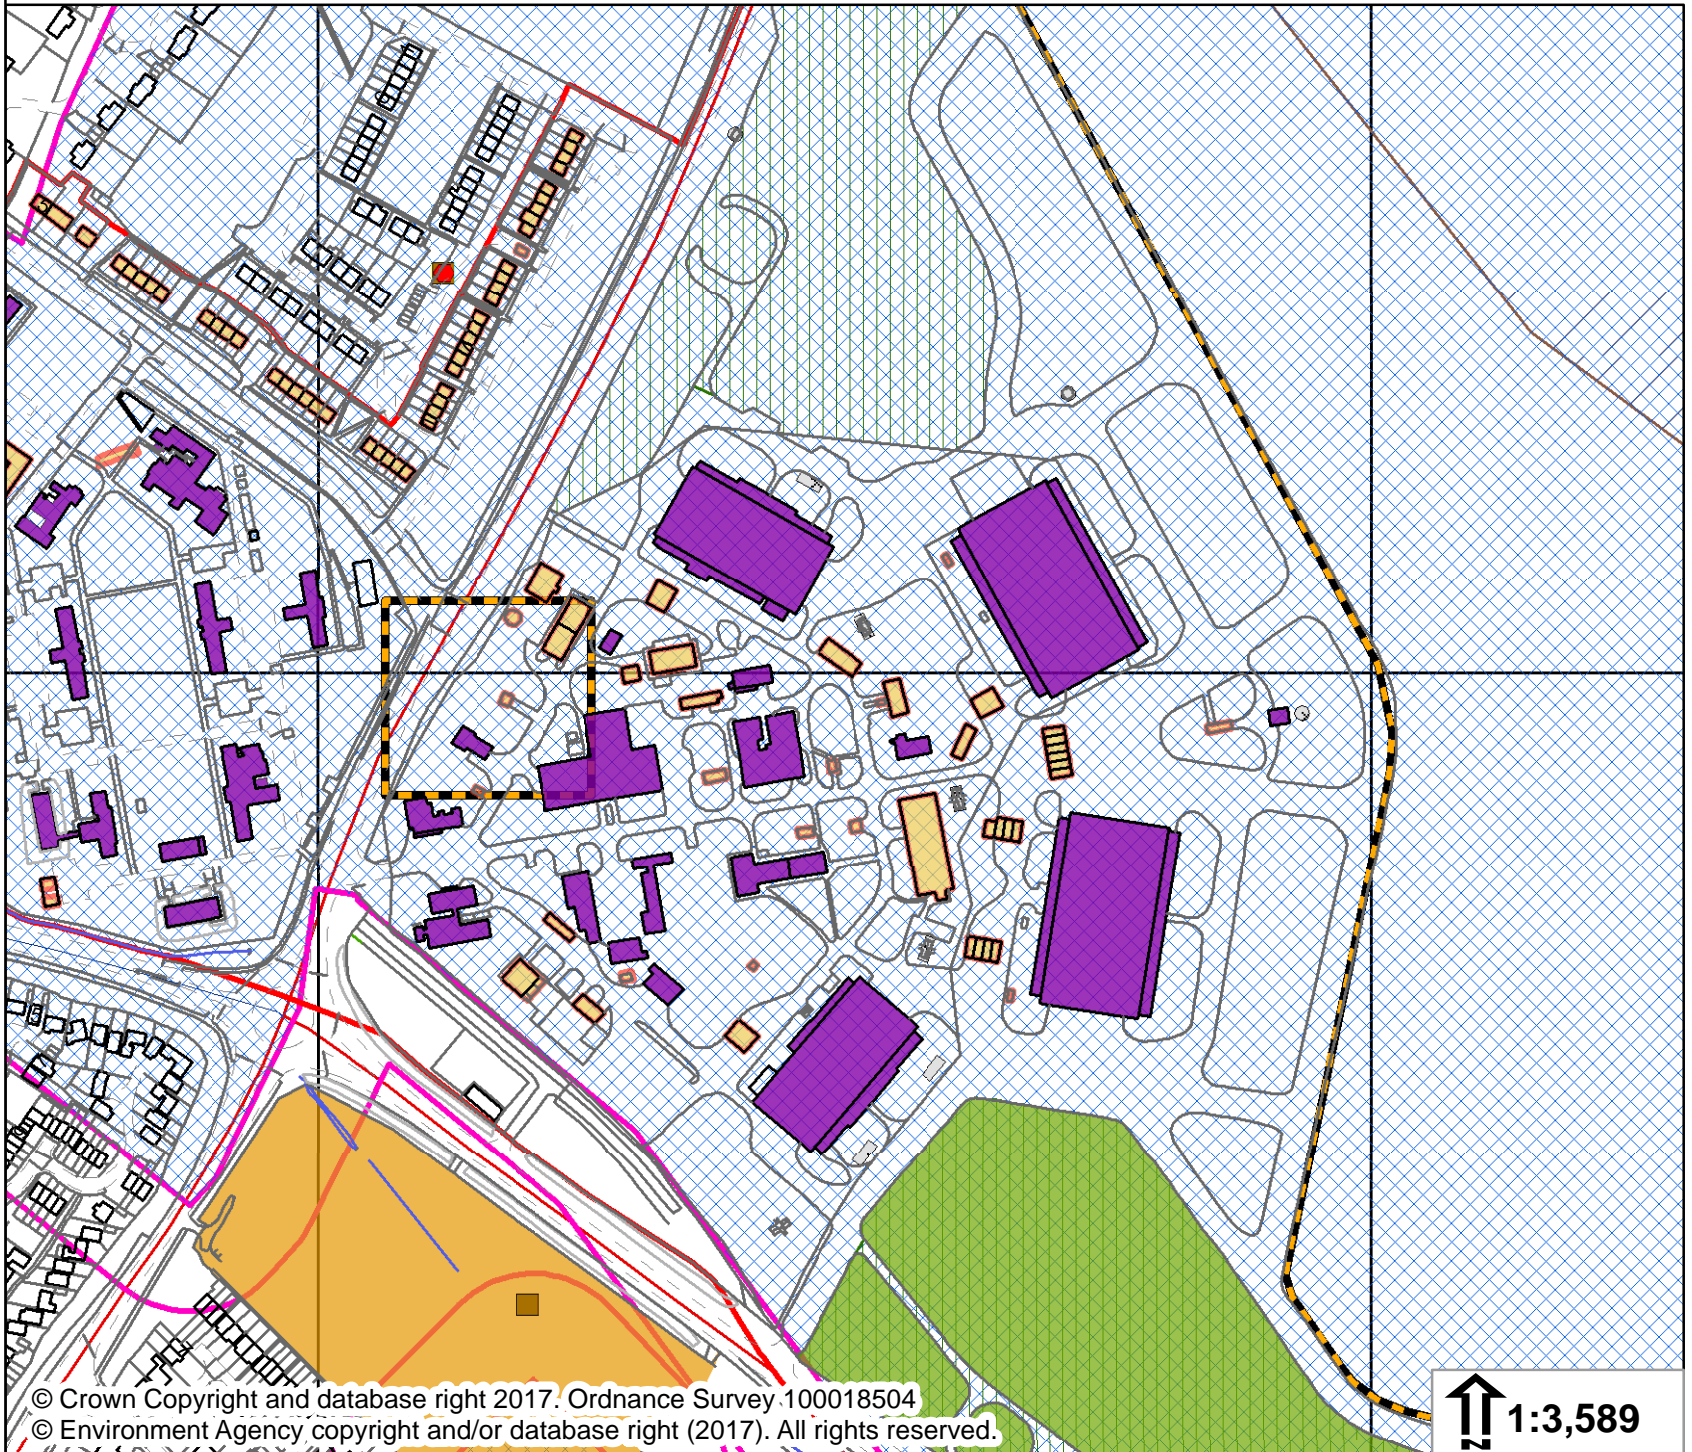 © Crown Copyright and database right 2017. Ordnance Survey 100018504
© Environment Agency copyright and/or database right (2017). All rights reserved.
1:3,589
N